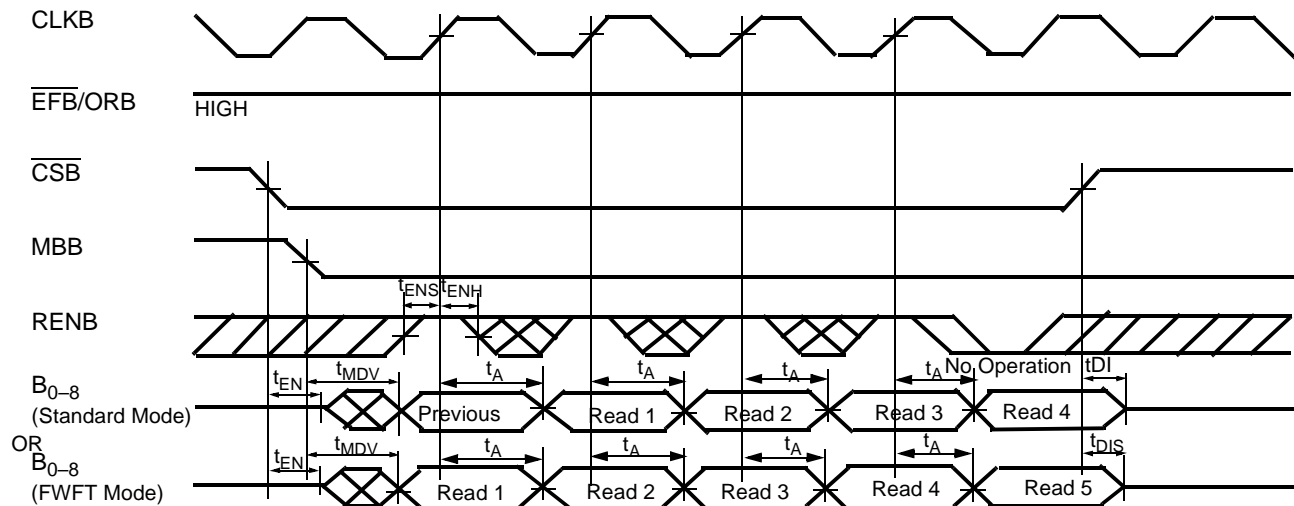 CLKB
EFB/ORB
HIGH
CSB
MBB
tENS tENH
RENB
No Operation
tEN tMDV tA tA tA tA tDI
B0–8
(Standard Mode)
Previous Read 1 Read 2 Read 3 Read 4
OR
tEN tMDV tA tA tA tA tDIS
B0–8
(FWFT Mode)
Read 1 Read 2 Read 3 Read 4 Read 5